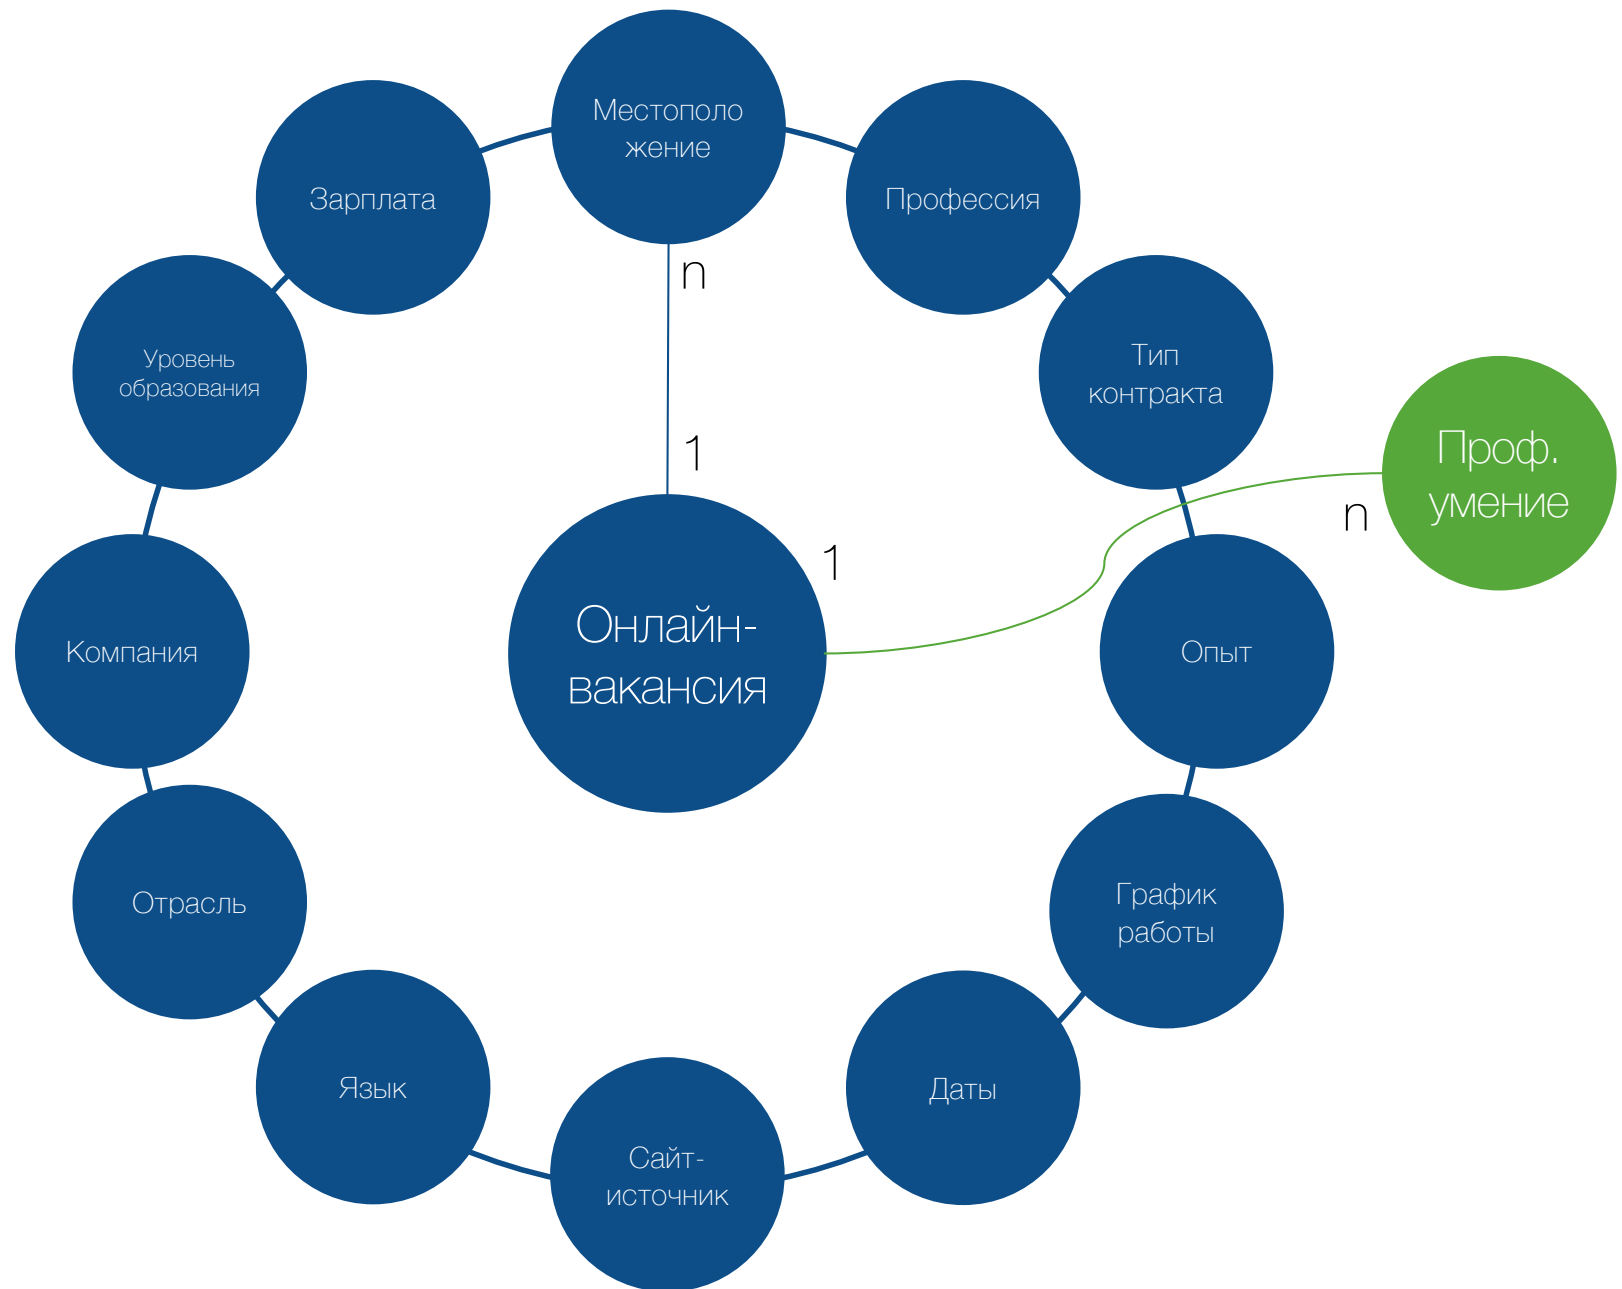 Местополо
жение
Зарплата
Профессия
n
Уровень
образования
Тип
контракта
1
Проф.
умение
n
1
Онлайн-
вакансия
Компания
Опыт
Отрасль
График
работы
Язык
Даты
Сайт-
источник